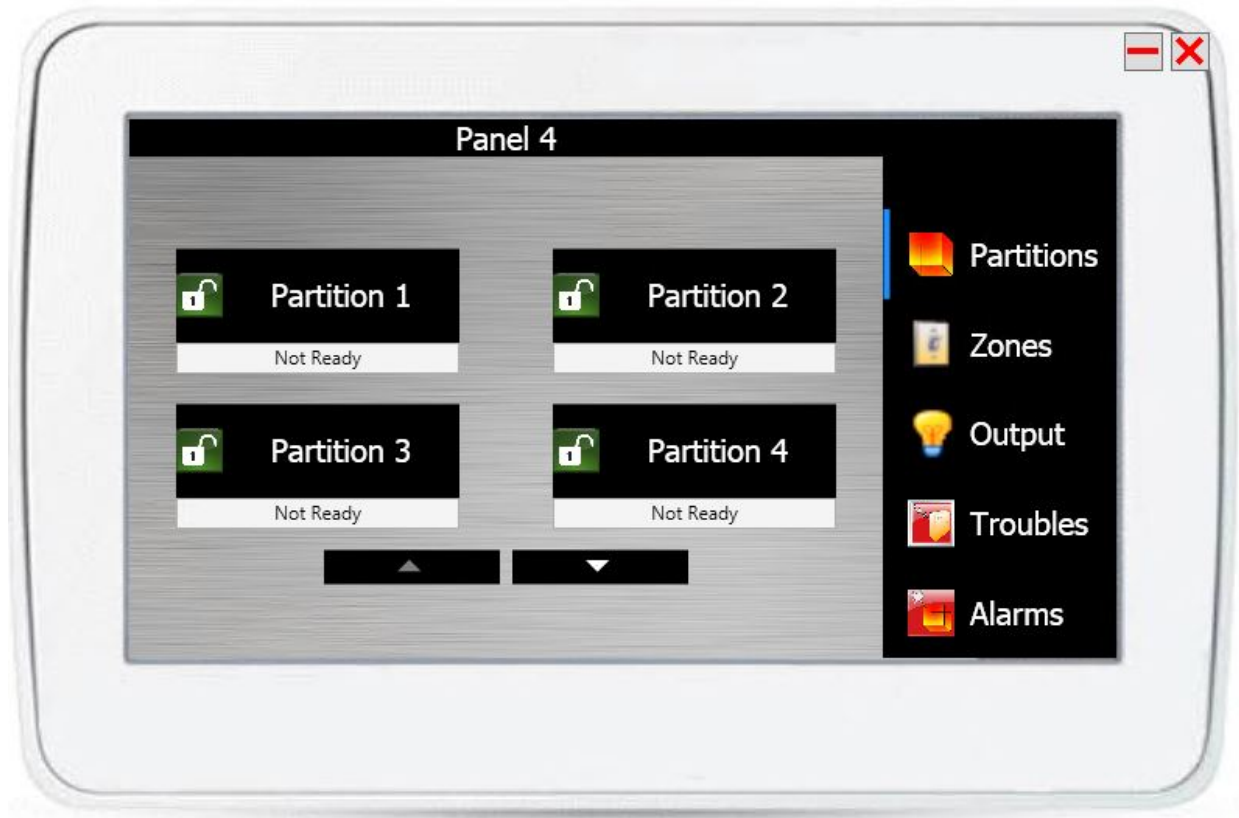 Panel 4
Partition 1
Not Ready
Partition 2
Not Ready
Partition 3
Not Ready
Partition 4
Not Ready
Partitions
Zones
Output
Troubles
Alarms